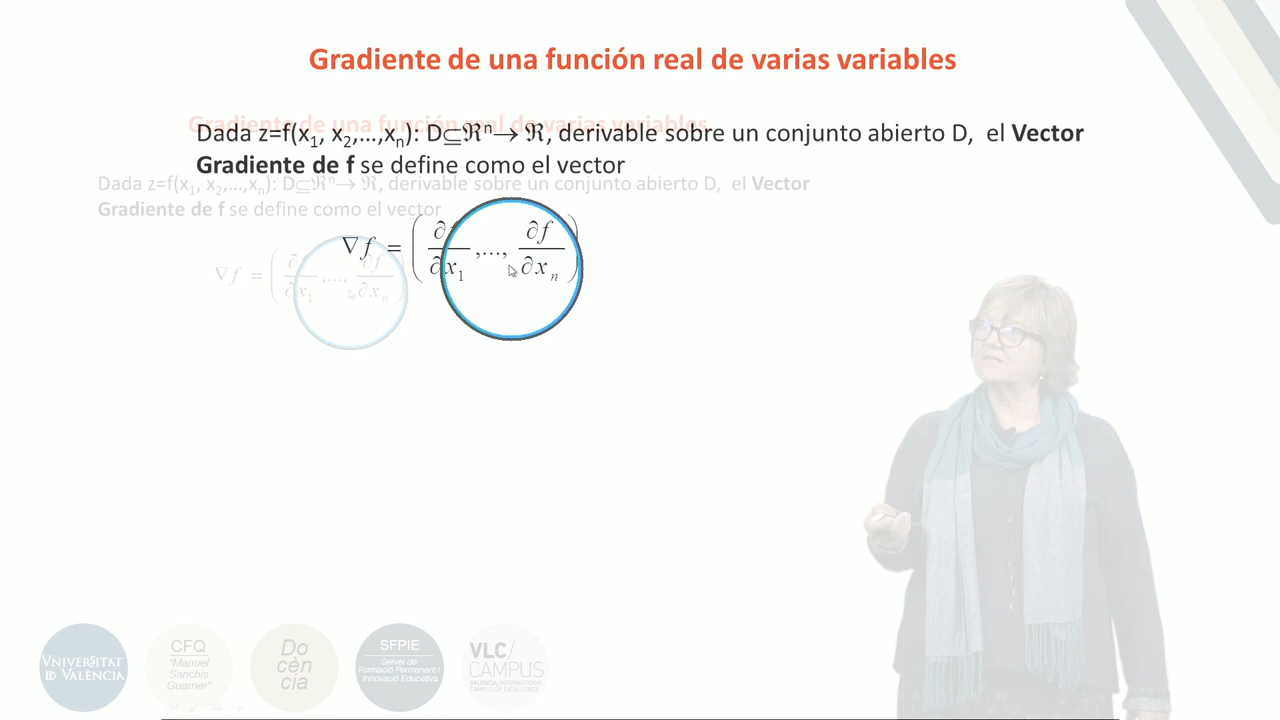 Gradiente de una función real de varias variables
Dada z=f(x₁, x₂,...,xₙ): D⊆ℜⁿ→ ℜ, derivable sobre un conjunto abierto D, el Vector
Gradiente de f se define como el vector
∇f = (∂f/∂x₁ ,..., ∂f/∂xₙ)
Gradiente de una función real de varias variables
Dada z=f(x₁, x₂,...,xₙ): D⊆ℜⁿ→ ℜ, derivable sobre un conjunto abierto D, el Vector
Gradiente de f se define como el vector
∇f = (∂f/∂x₁ ,..., ∂f/∂xₙ)
VNIVERSITAT
ID VALÈNCIA
CFQ
"Manuel
Sanchis
Guarner"
Do
cèn
cia
SFPIE
Servei de
Formació Permanent i
Innovació Educativa
VLC/
CAMPUS
VALENCIA, INTERNATIONAL
CAMPUS OF EXCELLENCE